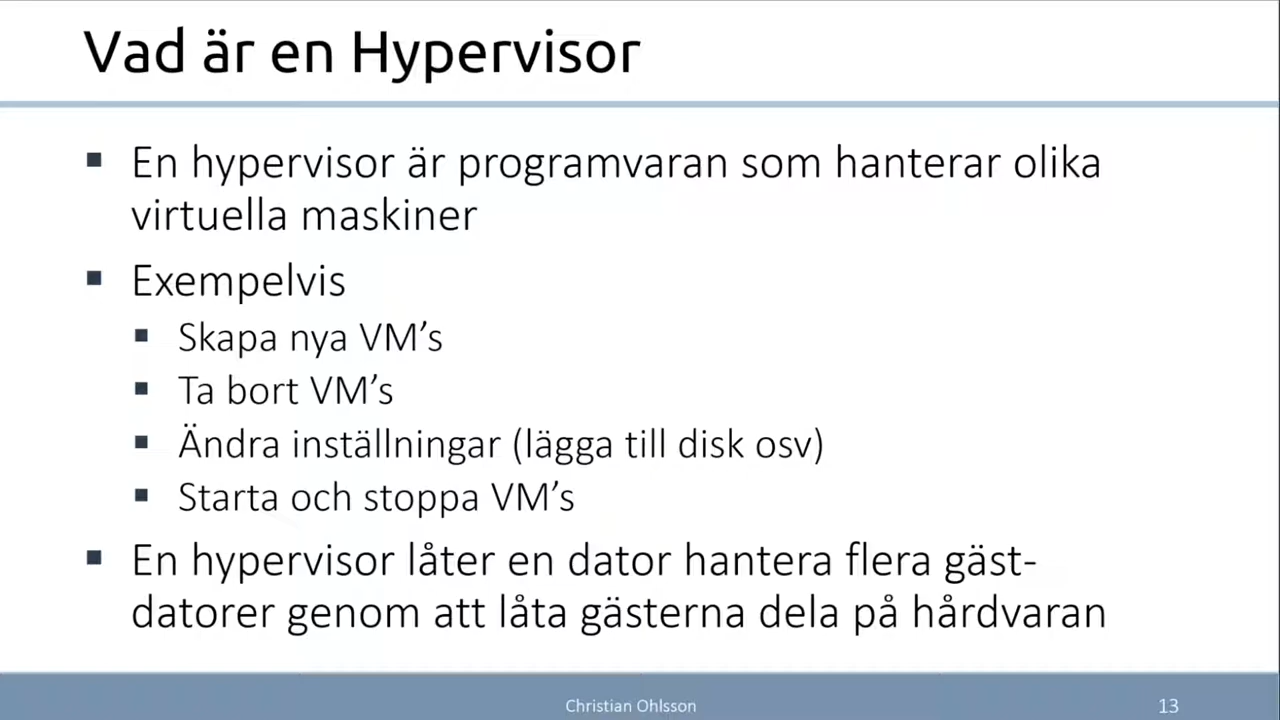 Vad är en Hypervisor
▪ En hypervisor är programvaran som hanterar olika
virtuella maskiner
▪ Exempelvis
▪ Skapa nya VM’s
▪ Ta bort VM’s
▪ Ändra inställningar (lägga till disk osv)
▪ Starta och stoppa VM’s
▪ En hypervisor låter en dator hantera flera gäst-
datorer genom att låta gästerna dela på hårdvaran
Christian Ohlsson
13